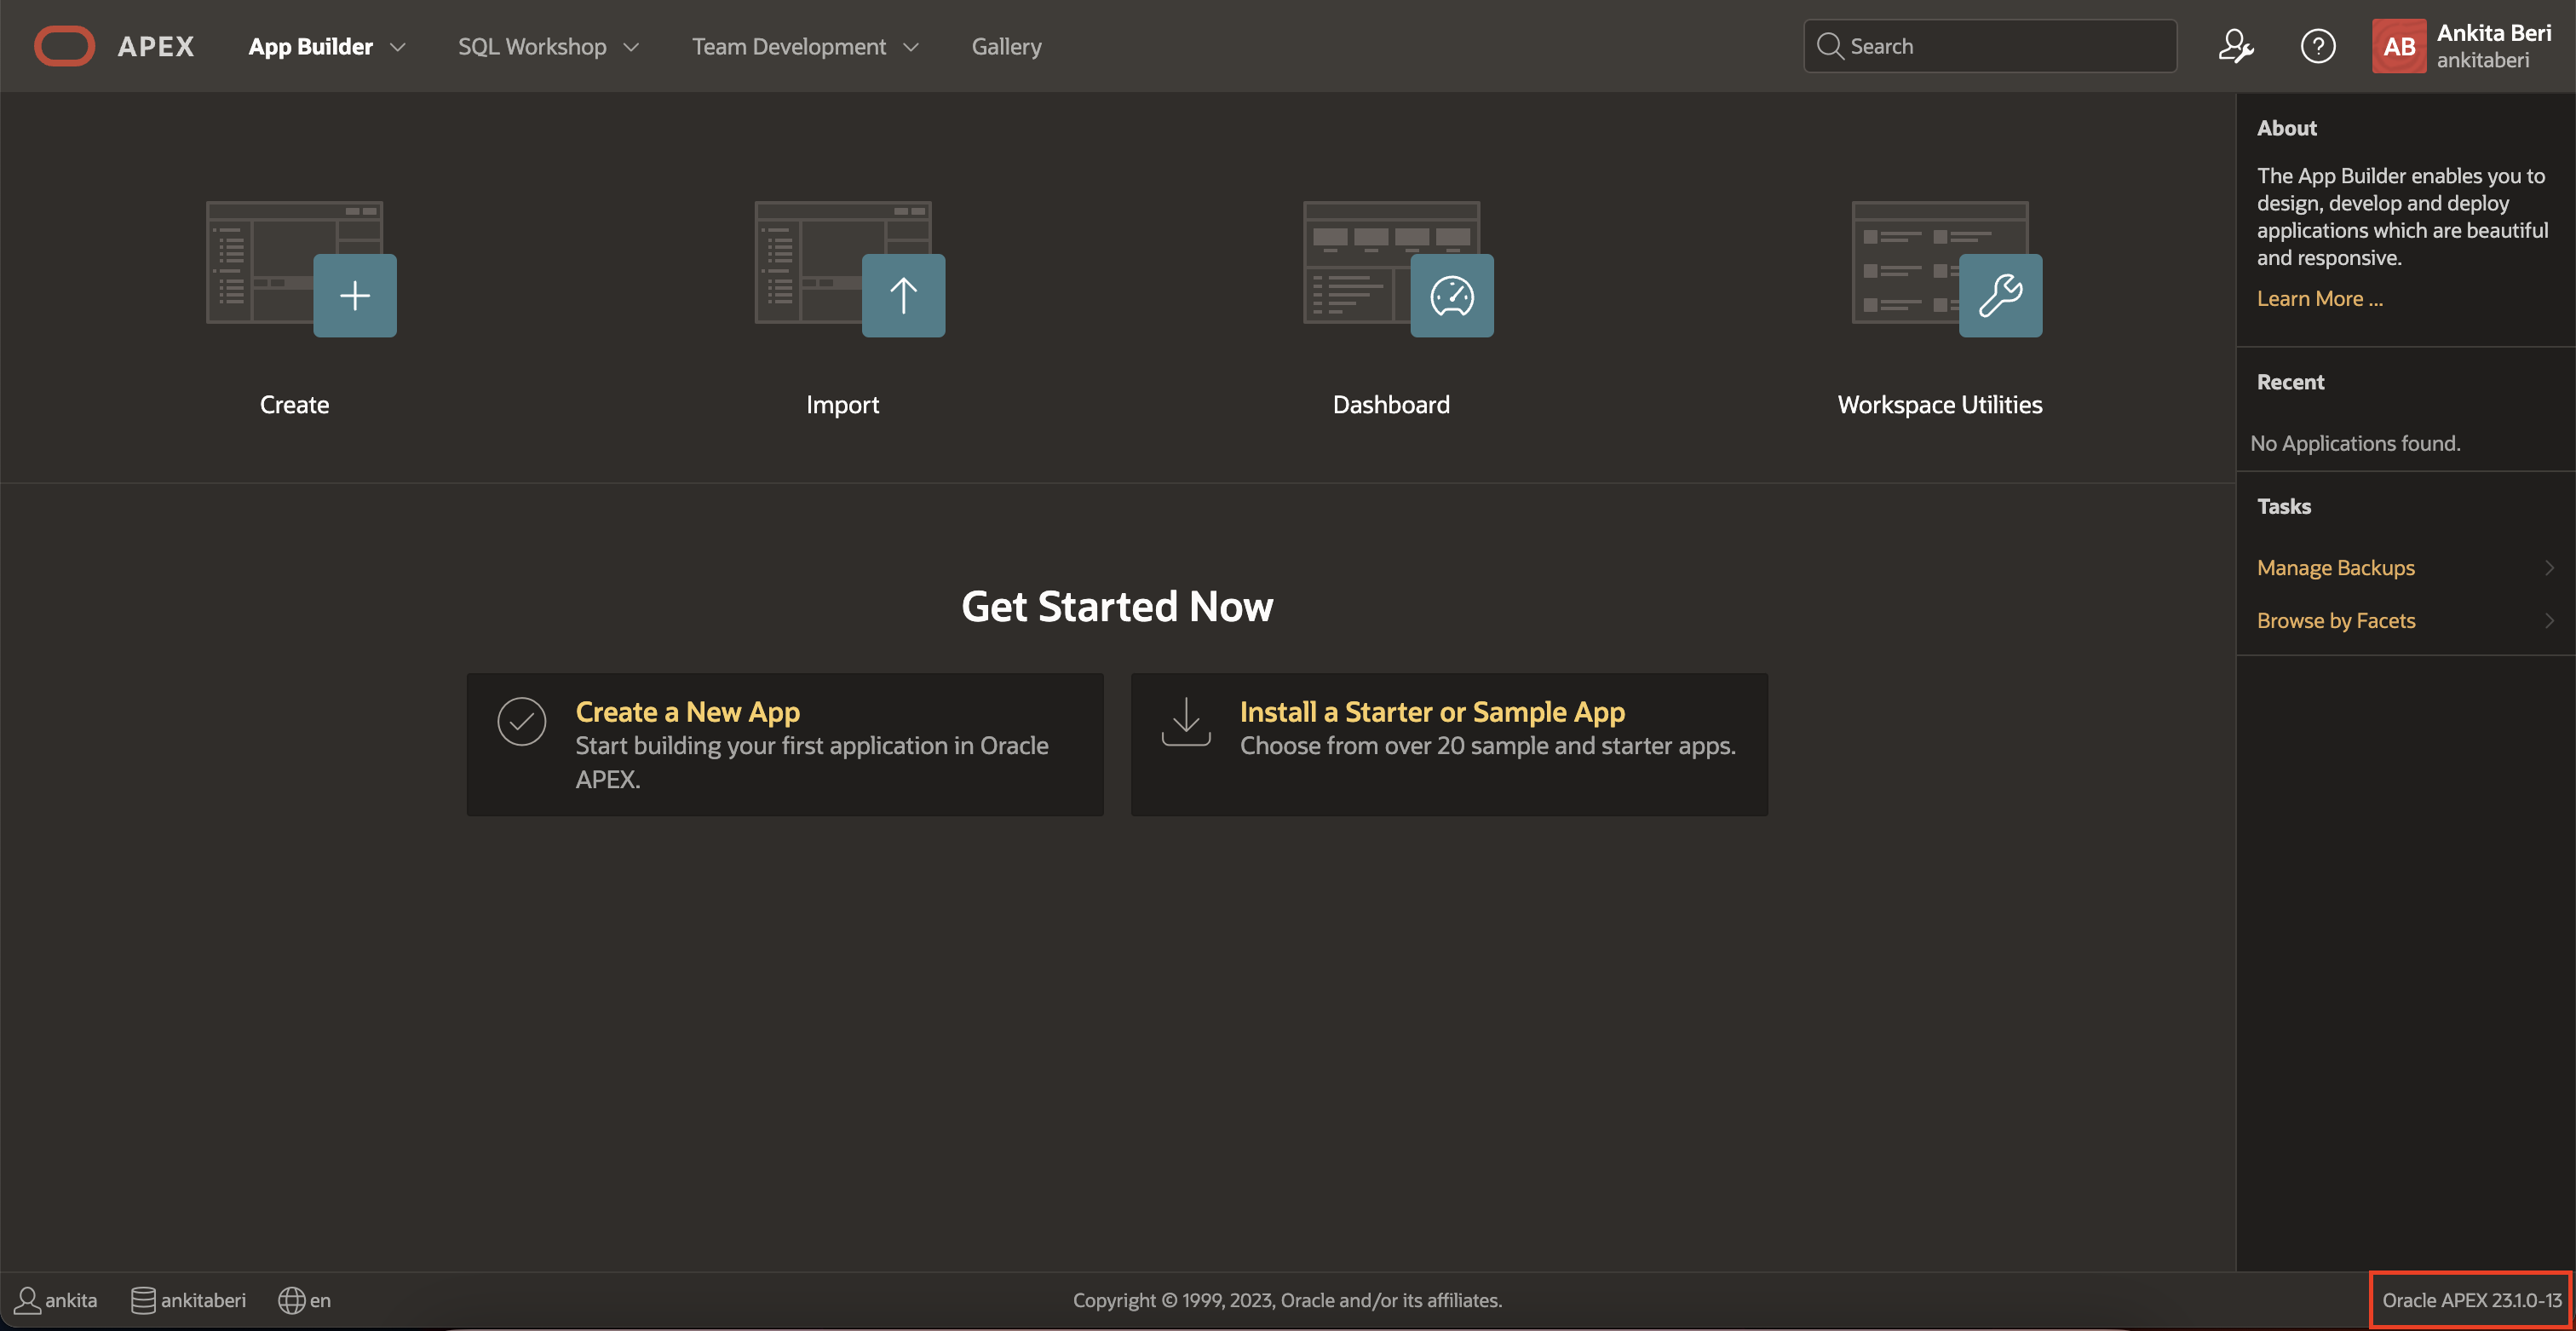 APEX App Builder SQL Workshop Team Development Gallery Search ? AB Ankita Beri
ankitaberi
Create
Import
Dashboard
Workspace Utilities
Get Started Now
Create a New App
Start building your first application in Oracle
APEX.
Install a Starter or Sample App
Choose from over 20 sample and starter apps.
About
The App Builder enables you to
design, develop and deploy
applications which are beautiful
and responsive.
Learn More ...
Recent
No Applications found.
Tasks
Manage Backups
Browse by Facets
ankita ankitaberi en Copyright © 1999, 2023, Oracle and/or its affiliates. Oracle APEX 23.1.0-13